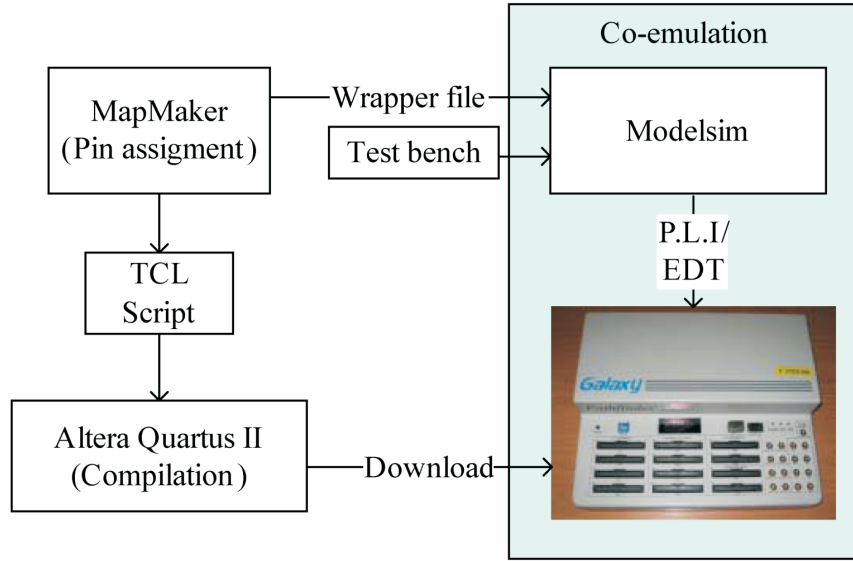 Co-emulation
MapMaker
(Pin assigment)
Wrapper file
Modelsim
Test bench
P.L.I/
EDT
TCL
Script
Galaxy
Altera Quartus II
(Compilation)
Download